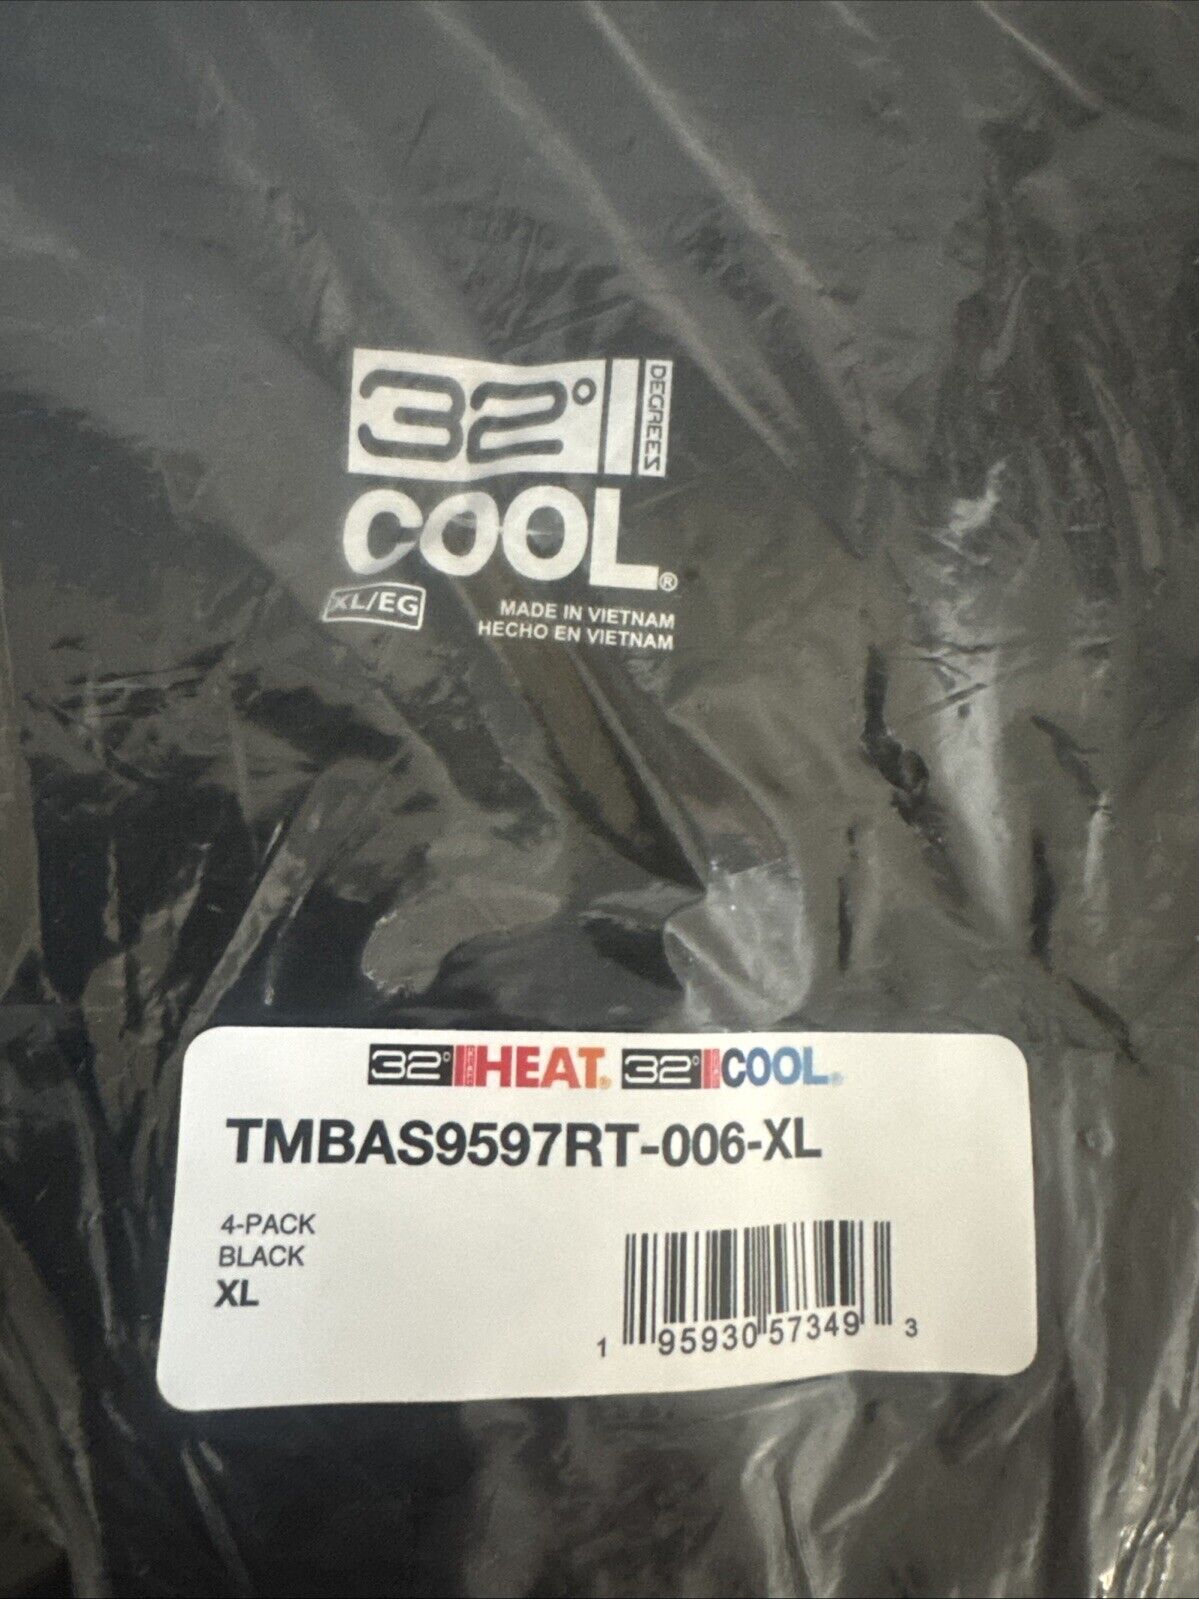 32° DEGREES
COOL®
XL/EG
MADE IN VIETNAM
HECHO EN VIETNAM
32° HEAT® 32° COOL®
TMBAS9597RT-006-XL
4-PACK
BLACK
XL
1 95930 57349 3